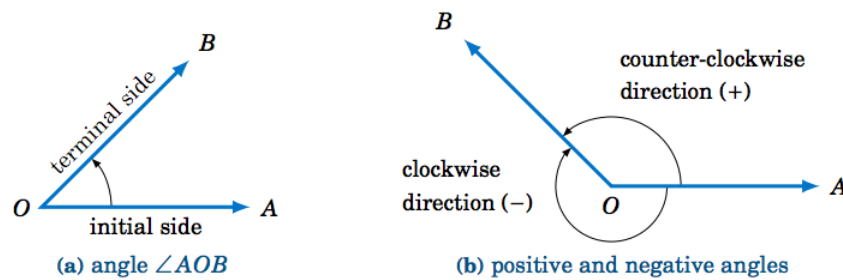 B
terminal side
O
A
initial side
(a) angle ∠AOB
B
counter-clockwise
direction (+)
clockwise
direction (−)
O
A
(b) positive and negative angles